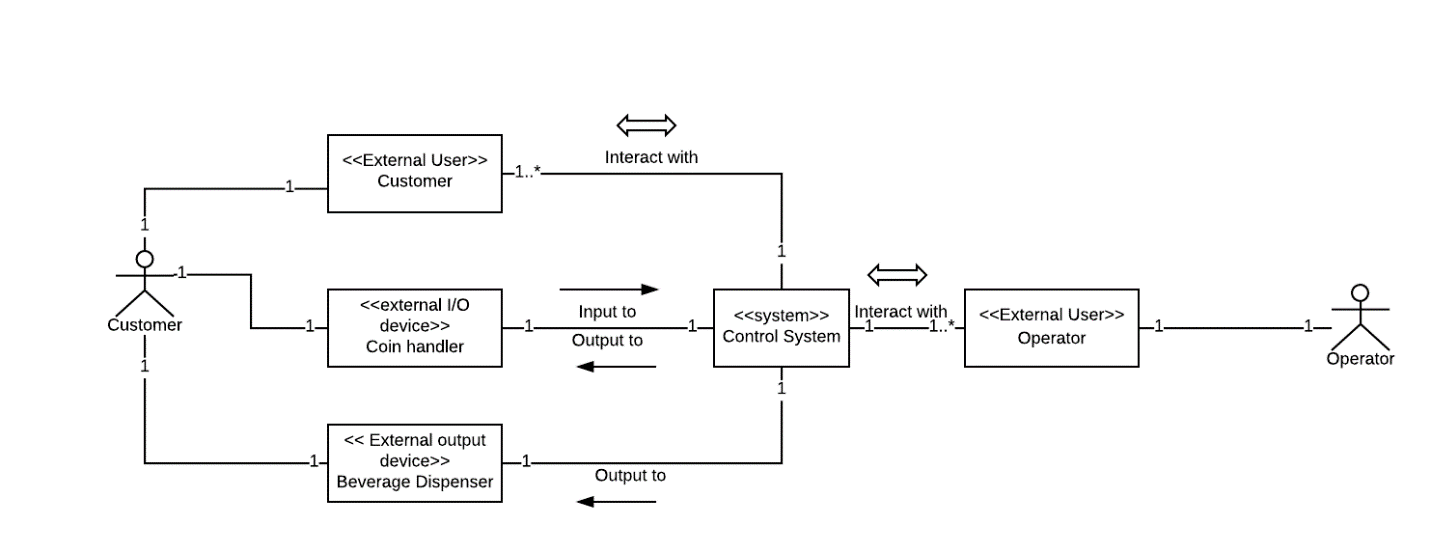 <<External User>>
Customer
1..*
Interact with
1
1
1
1
Customer
1
<<external I/O
device>>
Coin handler
1
1
Input to
Output to
1
<<system>>
Control System
Interact with
1
1..*
<<External User>>
Operator
1
1
Operator
1
1
<< External output
device>>
Beverage Dispenser
1
1
Output to